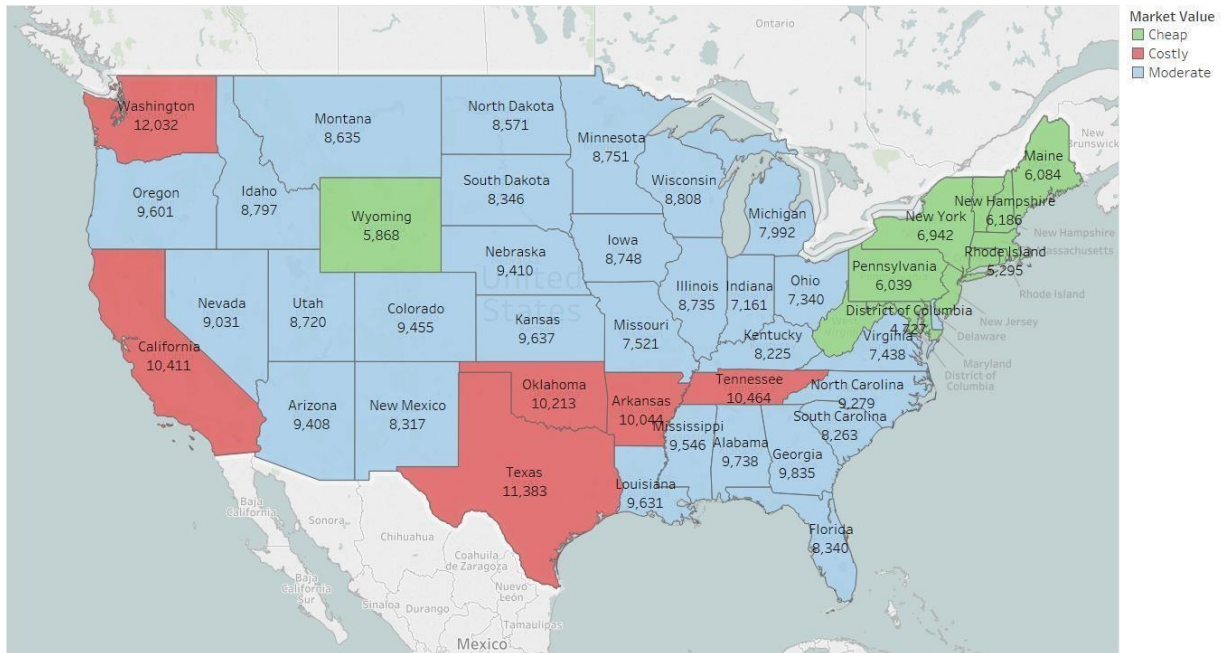 Market Value
Cheap
Costly
Moderate
Ontario
New
Brunswick
Washington
12,032
Montana
8,635
North Dakota
8,571
Minnesota
8,751
Maine
6,084
Oregon
9,601
Idaho
8,797
South Dakota
8,346
Wisconsin
8,808
Wyoming
5,868
Michigan
7,992
New York
6,942
New Hampshire
6,186
New Hampshire
Massachusetts
Rhode Island
5,295
Rhode Island
Nebraska
9,410
Iowa
8,748
Pennsylvania
6,039
Nevada
9,031
Utah
8,720
Colorado
9,455
United
States
Illinois
8,735
Indiana
7,161
Ohio
7,340
District of Columbia
4,727
New Jersey
Delaware
Maryland
District of
Columbia
Kansas
9,637
Missouri
7,521
Kentucky
8,225
West
Virginia
Virginia
7,438
California
10,411
Arizona
9,408
New Mexico
8,317
Oklahoma
10,213
Arkansas
10,044
Tennessee
10,464
North Carolina
9,279
South Carolina
8,263
Mississippi
9,546
Alabama
9,738
Georgia
9,835
Texas
11,383
Louisiana
9,631
Florida
8,340
Baja
California
Sonora
Chihuahua
Coahuila
de Zaragoza
Nuevo
León
Baja
California
Sur
Sinaloa
Durango
Tamaulipas
Mexico